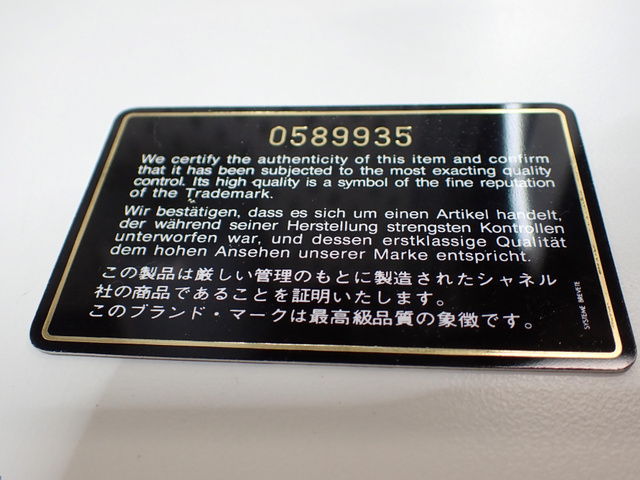 0589935
We certify the authenticity of this item and confirm
that it has been subjected to the most exacting quality
control. Its high quality is a symbol of the fine reputation
of the Trademark.
Wir bestätigen, dass es sich um einen Artikel handelt,
der während seiner Herstellung strengsten Kontrollen
unterworfen war, und dessen erstklassige Qualität
dem hohen Ansehen unserer Marke entspricht.
この製品は厳しい管理のもとに製造されたシャネル
社の商品であることを証明いたします。
このブランド・マークは最高級品質の象徴です。
SYSTEME BREVETE